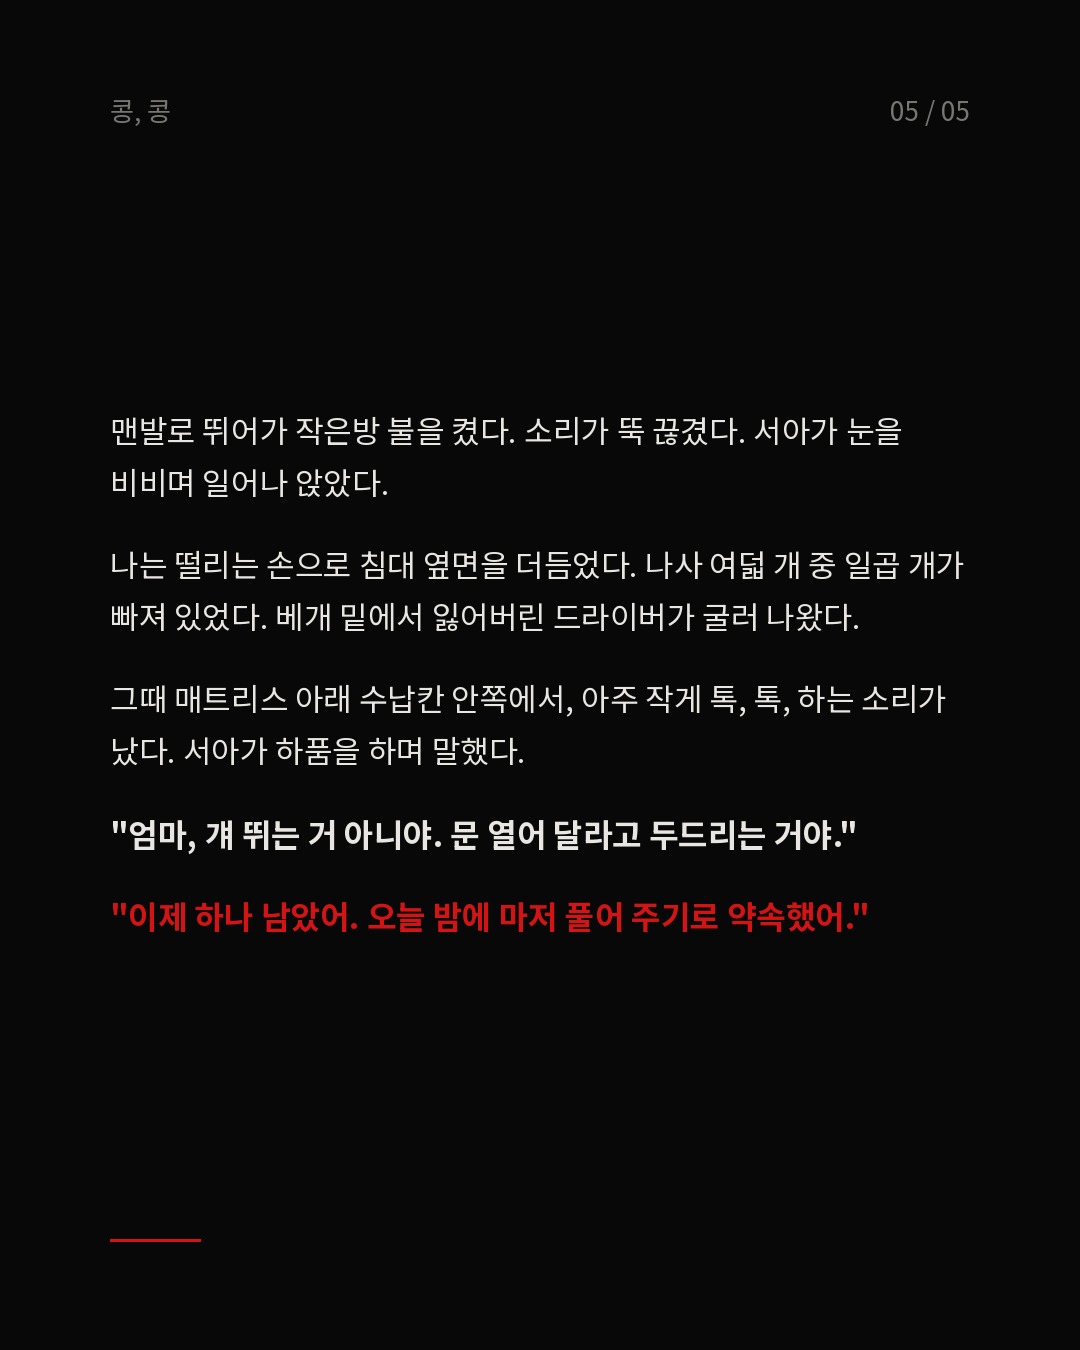 콩, 콩
05 / 05
맨발로 뛰어가 작은방 불을 켰다. 소리가 뚝 끊겼다. 서아가 눈을
비비며 일어나 앉았다.
나는 떨리는 손으로 침대 옆면을 더듬었다. 나사 여덟 개 중 일곱 개가
빠져 있었다. 베개 밑에서 잃어버린 드라이버가 굴러 나왔다.
그때 매트리스 아래 수납칸 안쪽에서, 아주 작게 톡, 톡, 하는 소리가
났다. 서아가 하품을 하며 말했다.
"엄마, 걔 뛰는 거 아니야. 문 열어 달라고 두드리는 거야."
"이제 하나 남았어. 오늘 밤에 마저 풀어 주기로 약속했어."